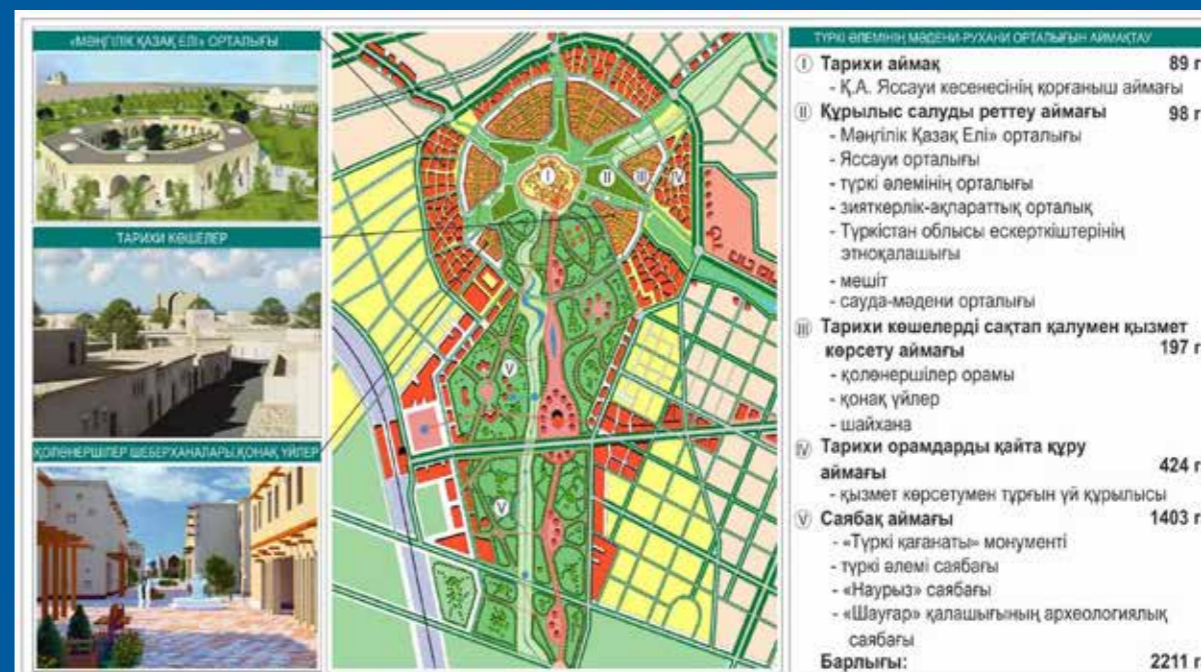 «МӘҢГІЛІК ҚАЗАҚ ЕЛІ» ОРТАЛЫҒЫ
ТАРИХИ КӨШЕЛЕР
ҚОЛӨНЕРШІЛЕР ШЕБЕРХАНАЛАРЫ,ҚОНАҚ ҮЙЛЕР
I
II
III
IV
V
V
ТҮРКІ ӘЛЕМІНІҢ МӘДЕНИ-РУХАНИ ОРТАЛЫҒЫН АЙМАҚТАУ
I Тарихи аймақ 89 г
- Қ.А. Яссауи кесенесінің қорғаныш аймағы
II Құрылыс салуды реттеу аймағы 98 г
- Мәңгілік Қазақ Елі» орталығы
- Яссауи орталығы
- түркі әлемінің орталығы
- зияткерлік-ақпараттық орталық
- Түркістан облысы ескерткіштерінің
этноқалашығы
- мешіт
- сауда-мәдени орталығы
III Тарихи көшелерді сақтап қалумен қызмет
көрсету аймағы 197 г
- қолөнершілер орамы
- қонақ үйлер
- шайхана
IV Тарихи орамдарды қайта құру
аймағы 424 г
- қызмет көрсетумен тұрғын үй құрылысы
V Саябақ аймағы 1403 г
- «Түркі қағанаты» монументі
- түркі әлемі саябағы
- «Наурыз» саябағы
- «Шауғар» қалашығының археологиялық
саябағы
Барлығы: 2211 г